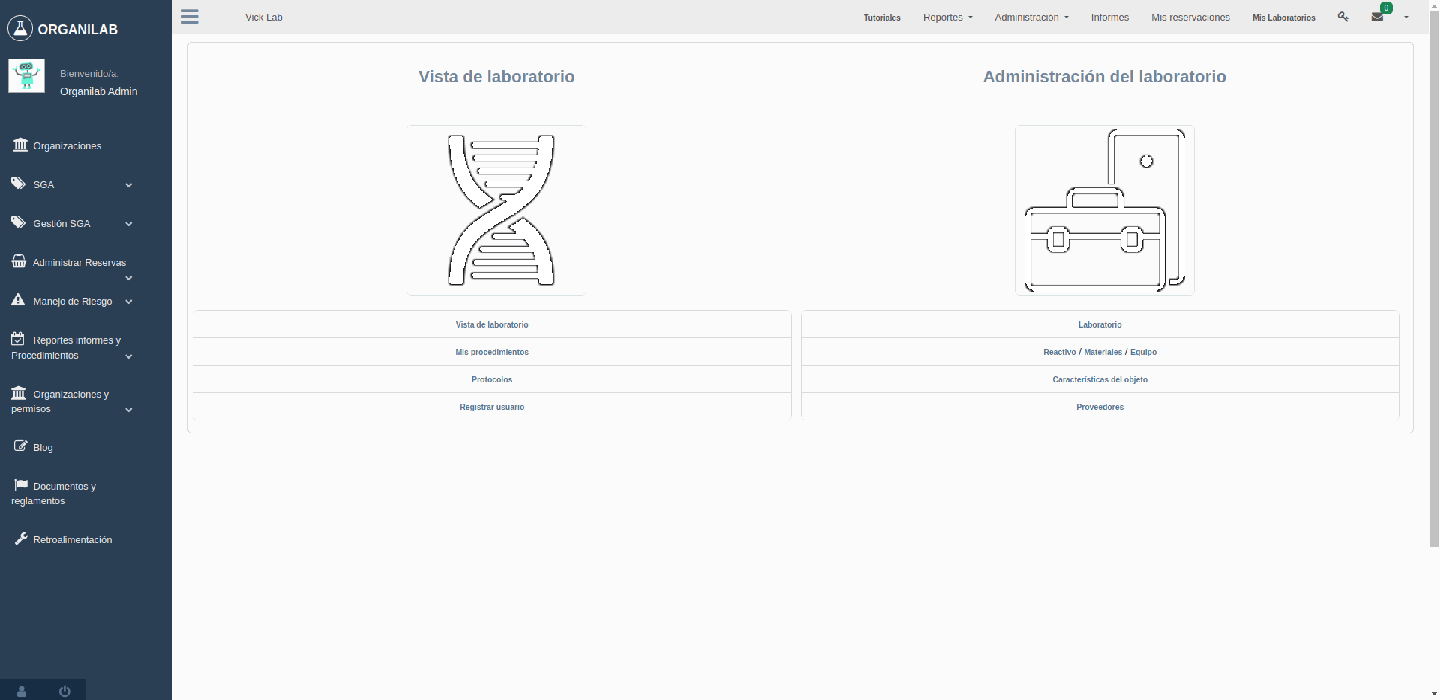 ORGANILAB
Bienvenido/a,
Organilab Admin
Organizaciones
SGA
Gestión SGA
Administrar Reservas
Manejo de Riesgo
Reportes informes y
Procedimientos
Organizaciones y
permisos
Blog
Documentos y
reglamentos
Retroalimentación
Vick Lab
Tutoriales
Reportes
Administración
Informes
Mis reservaciones
Mis Laboratorios
0
Vista de laboratorio
Vista de laboratorio
Mis procedimientos
Protocolos
Registrar usuario
Administración del laboratorio
Laboratorio
Reactivo / Materiales / Equipo
Características del objeto
Proveedores